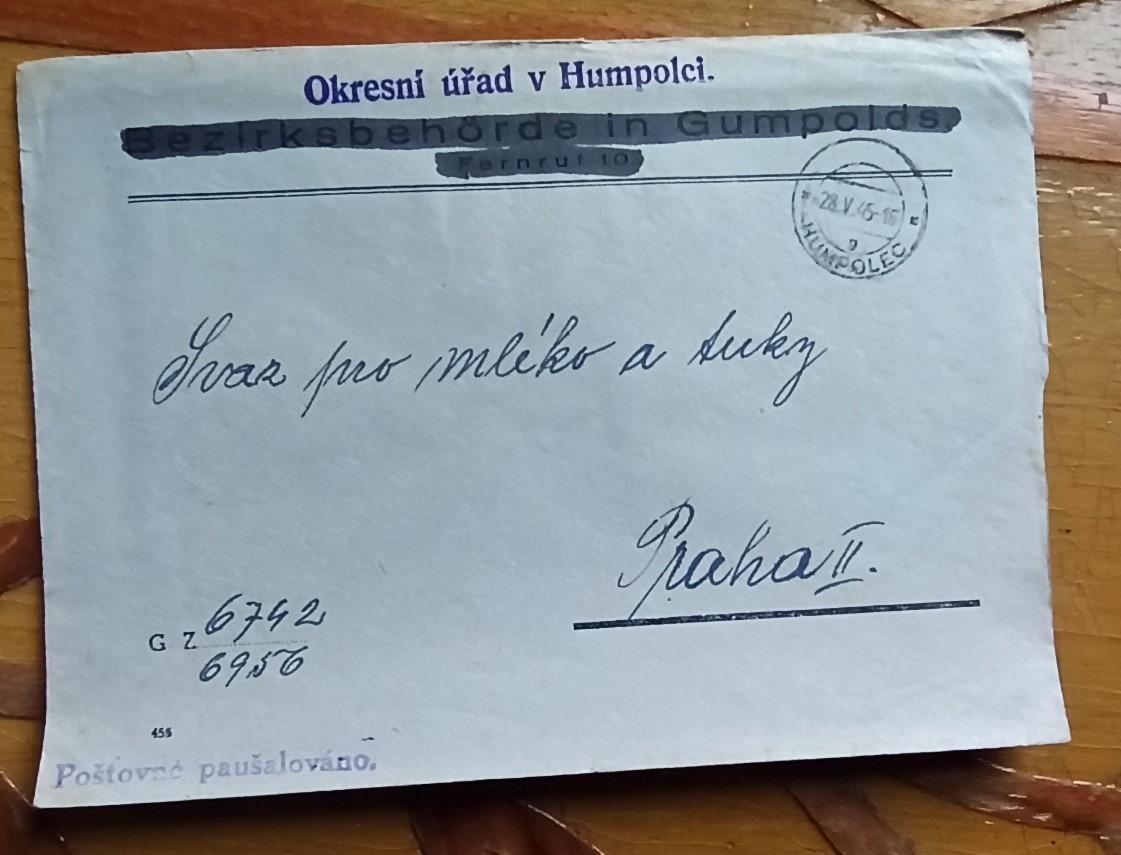 Okresní úřad v Humpolci.
Bezirksbehörde in Gumpolds.
Fernruf 10
28.V.45-16
HUMPOLEC
Svaz pro mléko a tuky
Praha II.
G Z 6742
6956
455
Poštovné paušalováno.